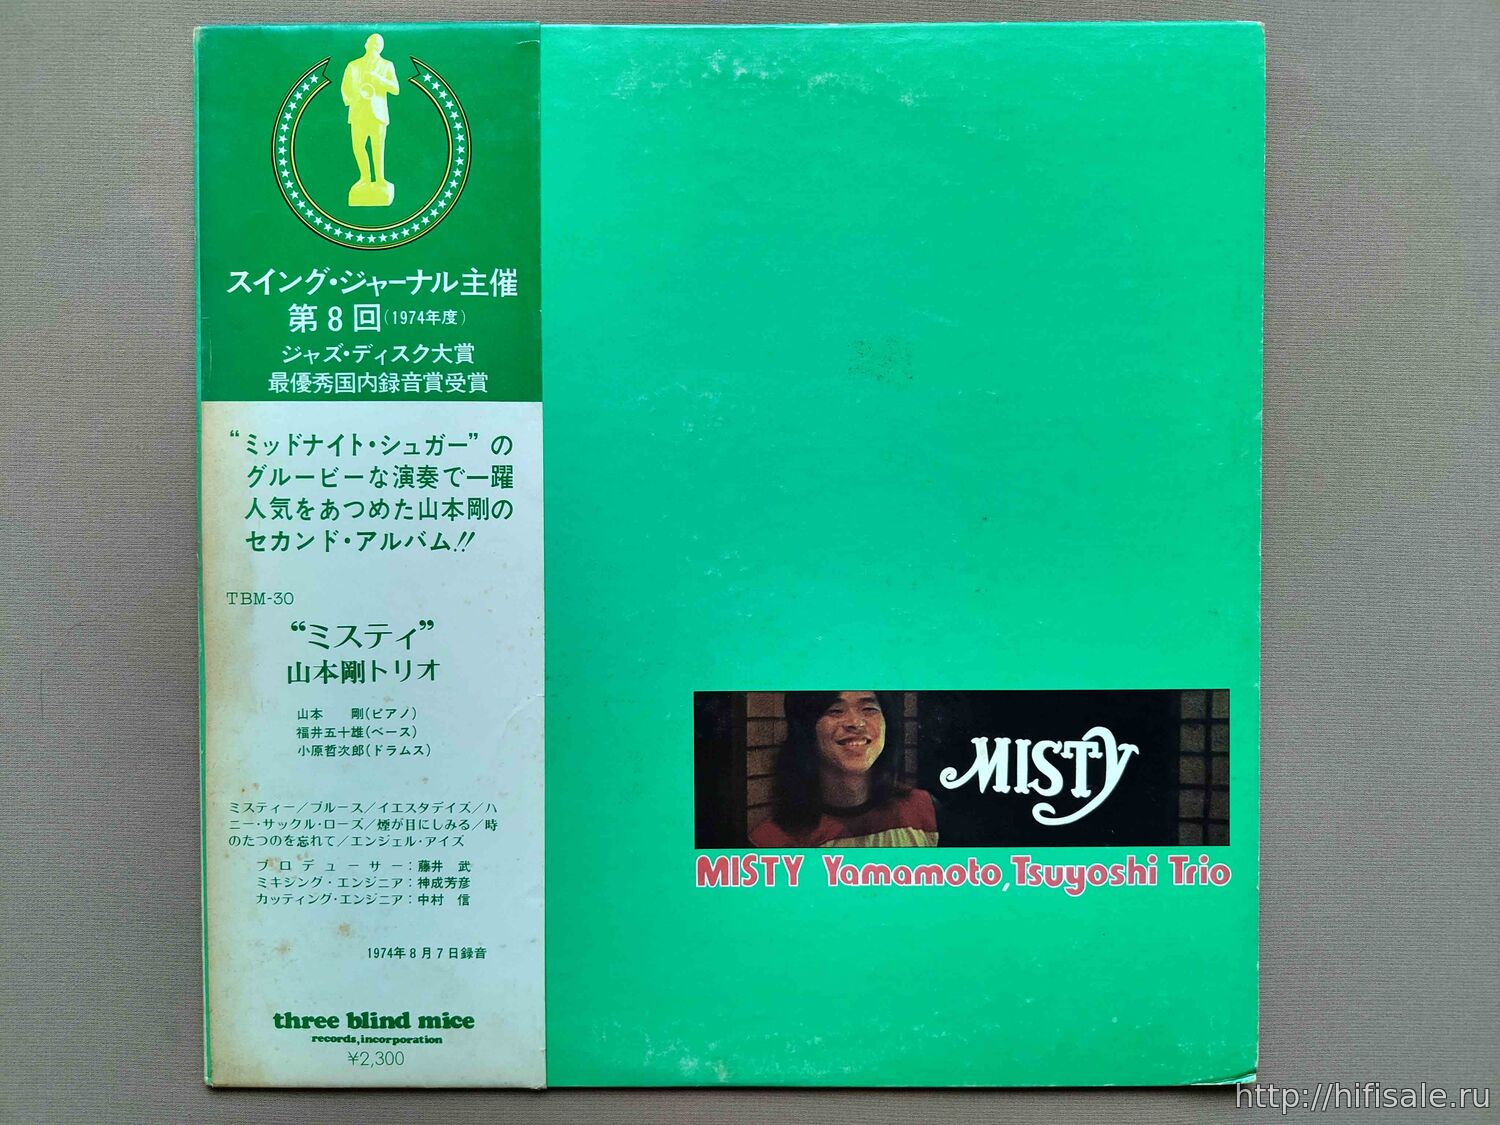 スイング・ジャーナル主催
第8回(1974年度)
ジャズ・ディスク大賞
最優秀国内録音賞受賞
“ミッドナイト・シュガー”の
グルービーな演奏で一躍
人気をあつめた山本剛の
セカンド・アルバム!!
TBM-30
“ミスティ”
山本剛トリオ
山本 剛(ピアノ)
福井五十雄(ベース)
小原哲次郎(ドラムス)
ミスティー/ブルース/イエスタデイズ/ハ
ニー・サックル・ローズ/煙が目にしみる/時
のたつのを忘れて/エンジェル・アイズ
プロデューサー:藤井 武
ミキシング・エンジニア:神成芳彦
カッティング・エンジニア:中村 信
1974年8月7日録音
three blind mice
records, incorporation
¥2,300
MISTY
MISTY Yamamoto, Tsuyoshi Trio
http://hifisale.ru